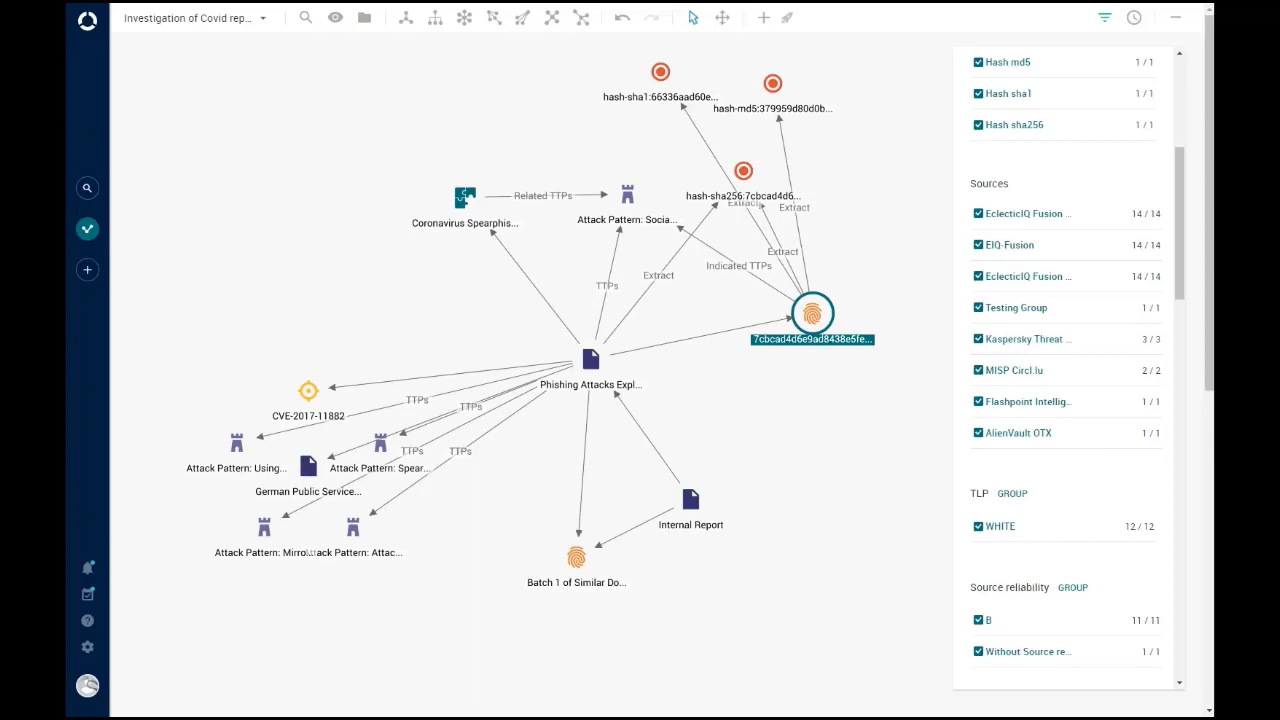 Investigation of Covid rep...
hash-sha1:66336aad60e...
hash-md5:379959d80d0b...
hash-sha256:7cbcad4d6...
Extract
Extract
Related TTPs
Coronavirus Spearphis...
Attack Pattern: Socia...
Extract
Indicated TTPs
Extract
TTPs
7cbcad4d6e9ad8438e5fe...
Phishing Attacks Expl...
CVE-2017-11882
TTPs
TTPs
Attack Pattern: Using...
Attack Pattern: Spear...
TTPs
TTPs
German Public Service...
Internal Report
Attack Pattern: Mirro
ttack Pattern: Attac...
Batch 1 of Similar Do...
Hash md5 1 / 1
Hash sha1 1 / 1
Hash sha256 1 / 1
Sources
EclecticIQ Fusion ... 14 / 14
EIQ-Fusion 14 / 14
EclecticIQ Fusion ... 14 / 14
Testing Group 1 / 1
Kaspersky Threat ... 3 / 3
MISP Circl.lu 2 / 2
Flashpoint Intellig... 1 / 1
AlienVault OTX 1 / 1
TLP GROUP
WHITE 12 / 12
Source reliability GROUP
B 11 / 11
Without Source re... 1 / 1